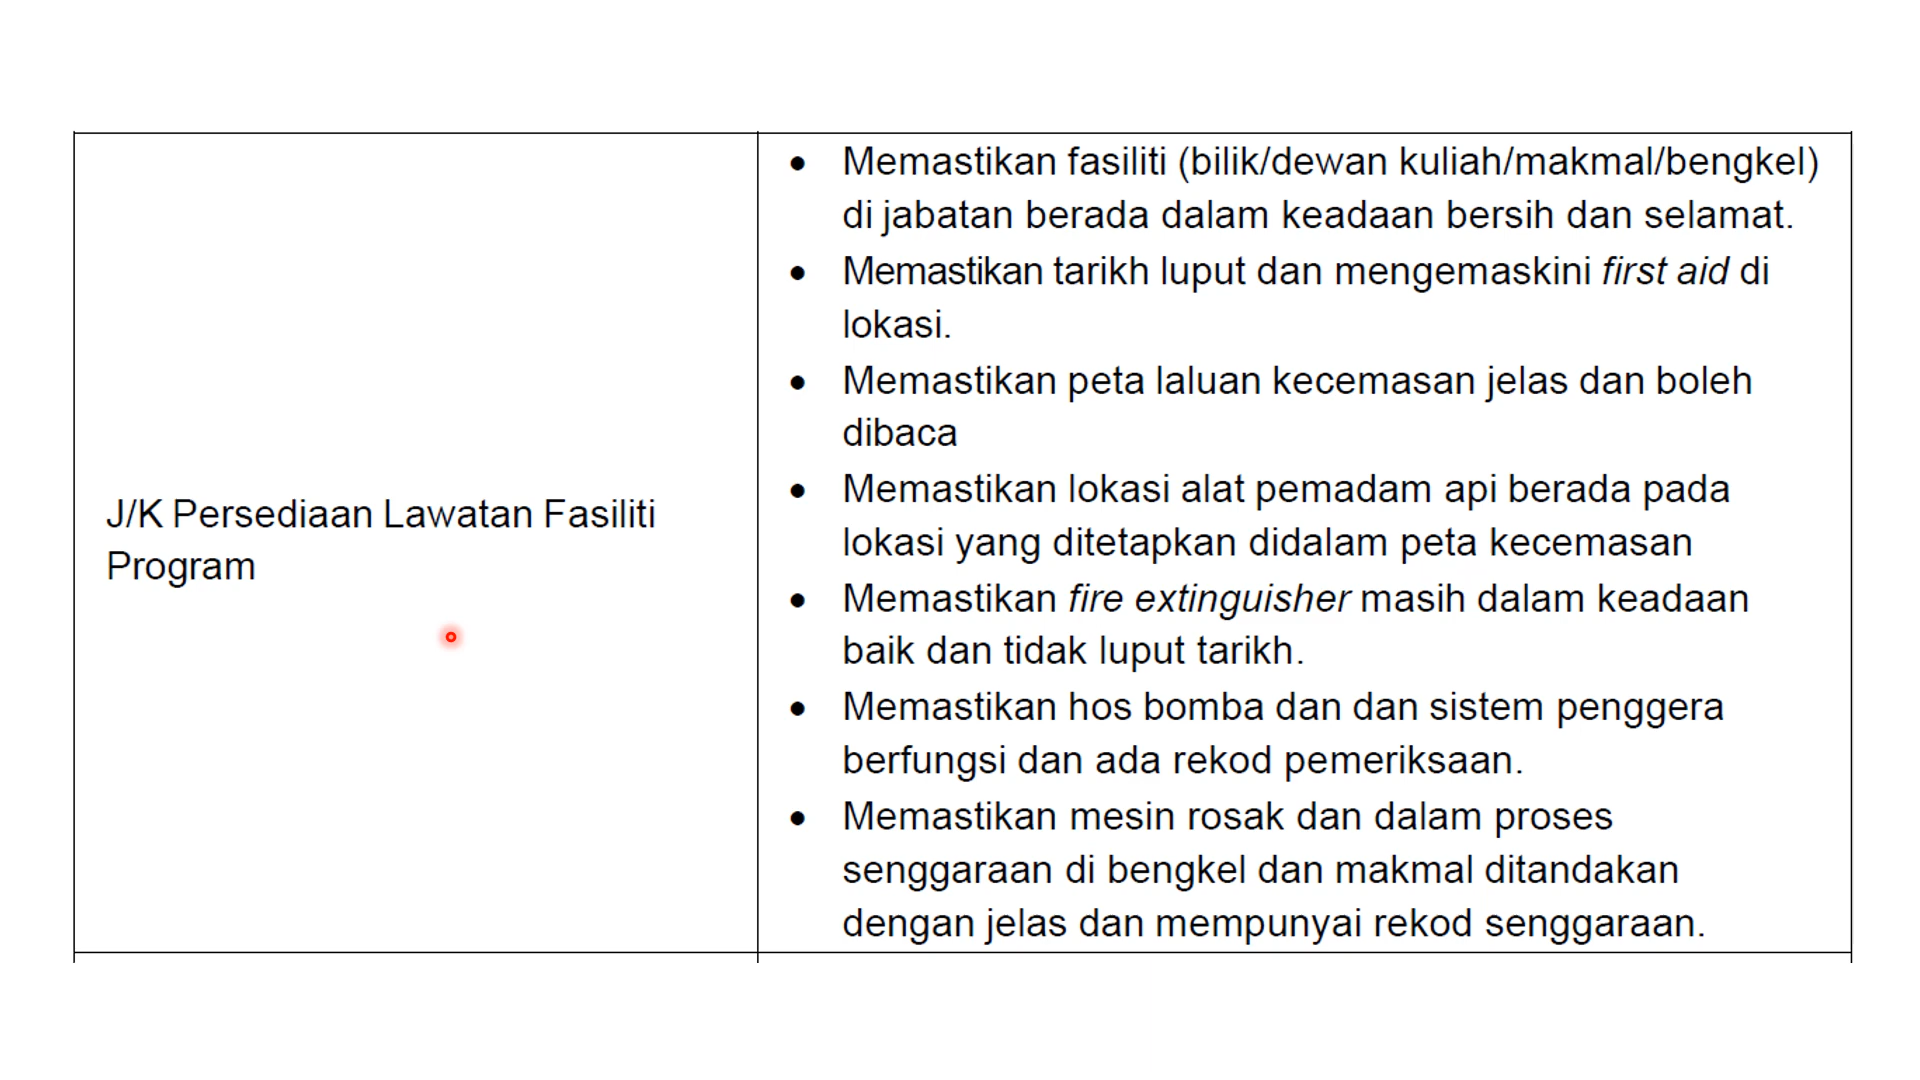 J/K Persediaan Lawatan Fasiliti
Program
• Memastikan fasiliti (bilik/dewan kuliah/makmal/bengkel)
di jabatan berada dalam keadaan bersih dan selamat.
• Memastikan tarikh luput dan mengemaskini first aid di
lokasi.
• Memastikan peta laluan kecemasan jelas dan boleh
dibaca
• Memastikan lokasi alat pemadam api berada pada
lokasi yang ditetapkan didalam peta kecemasan
• Memastikan fire extinguisher masih dalam keadaan
baik dan tidak luput tarikh.
• Memastikan hos bomba dan dan sistem penggera
berfungsi dan ada rekod pemeriksaan.
• Memastikan mesin rosak dan dalam proses
senggaraan di bengkel dan makmal ditandakan
dengan jelas dan mempunyai rekod senggaraan.